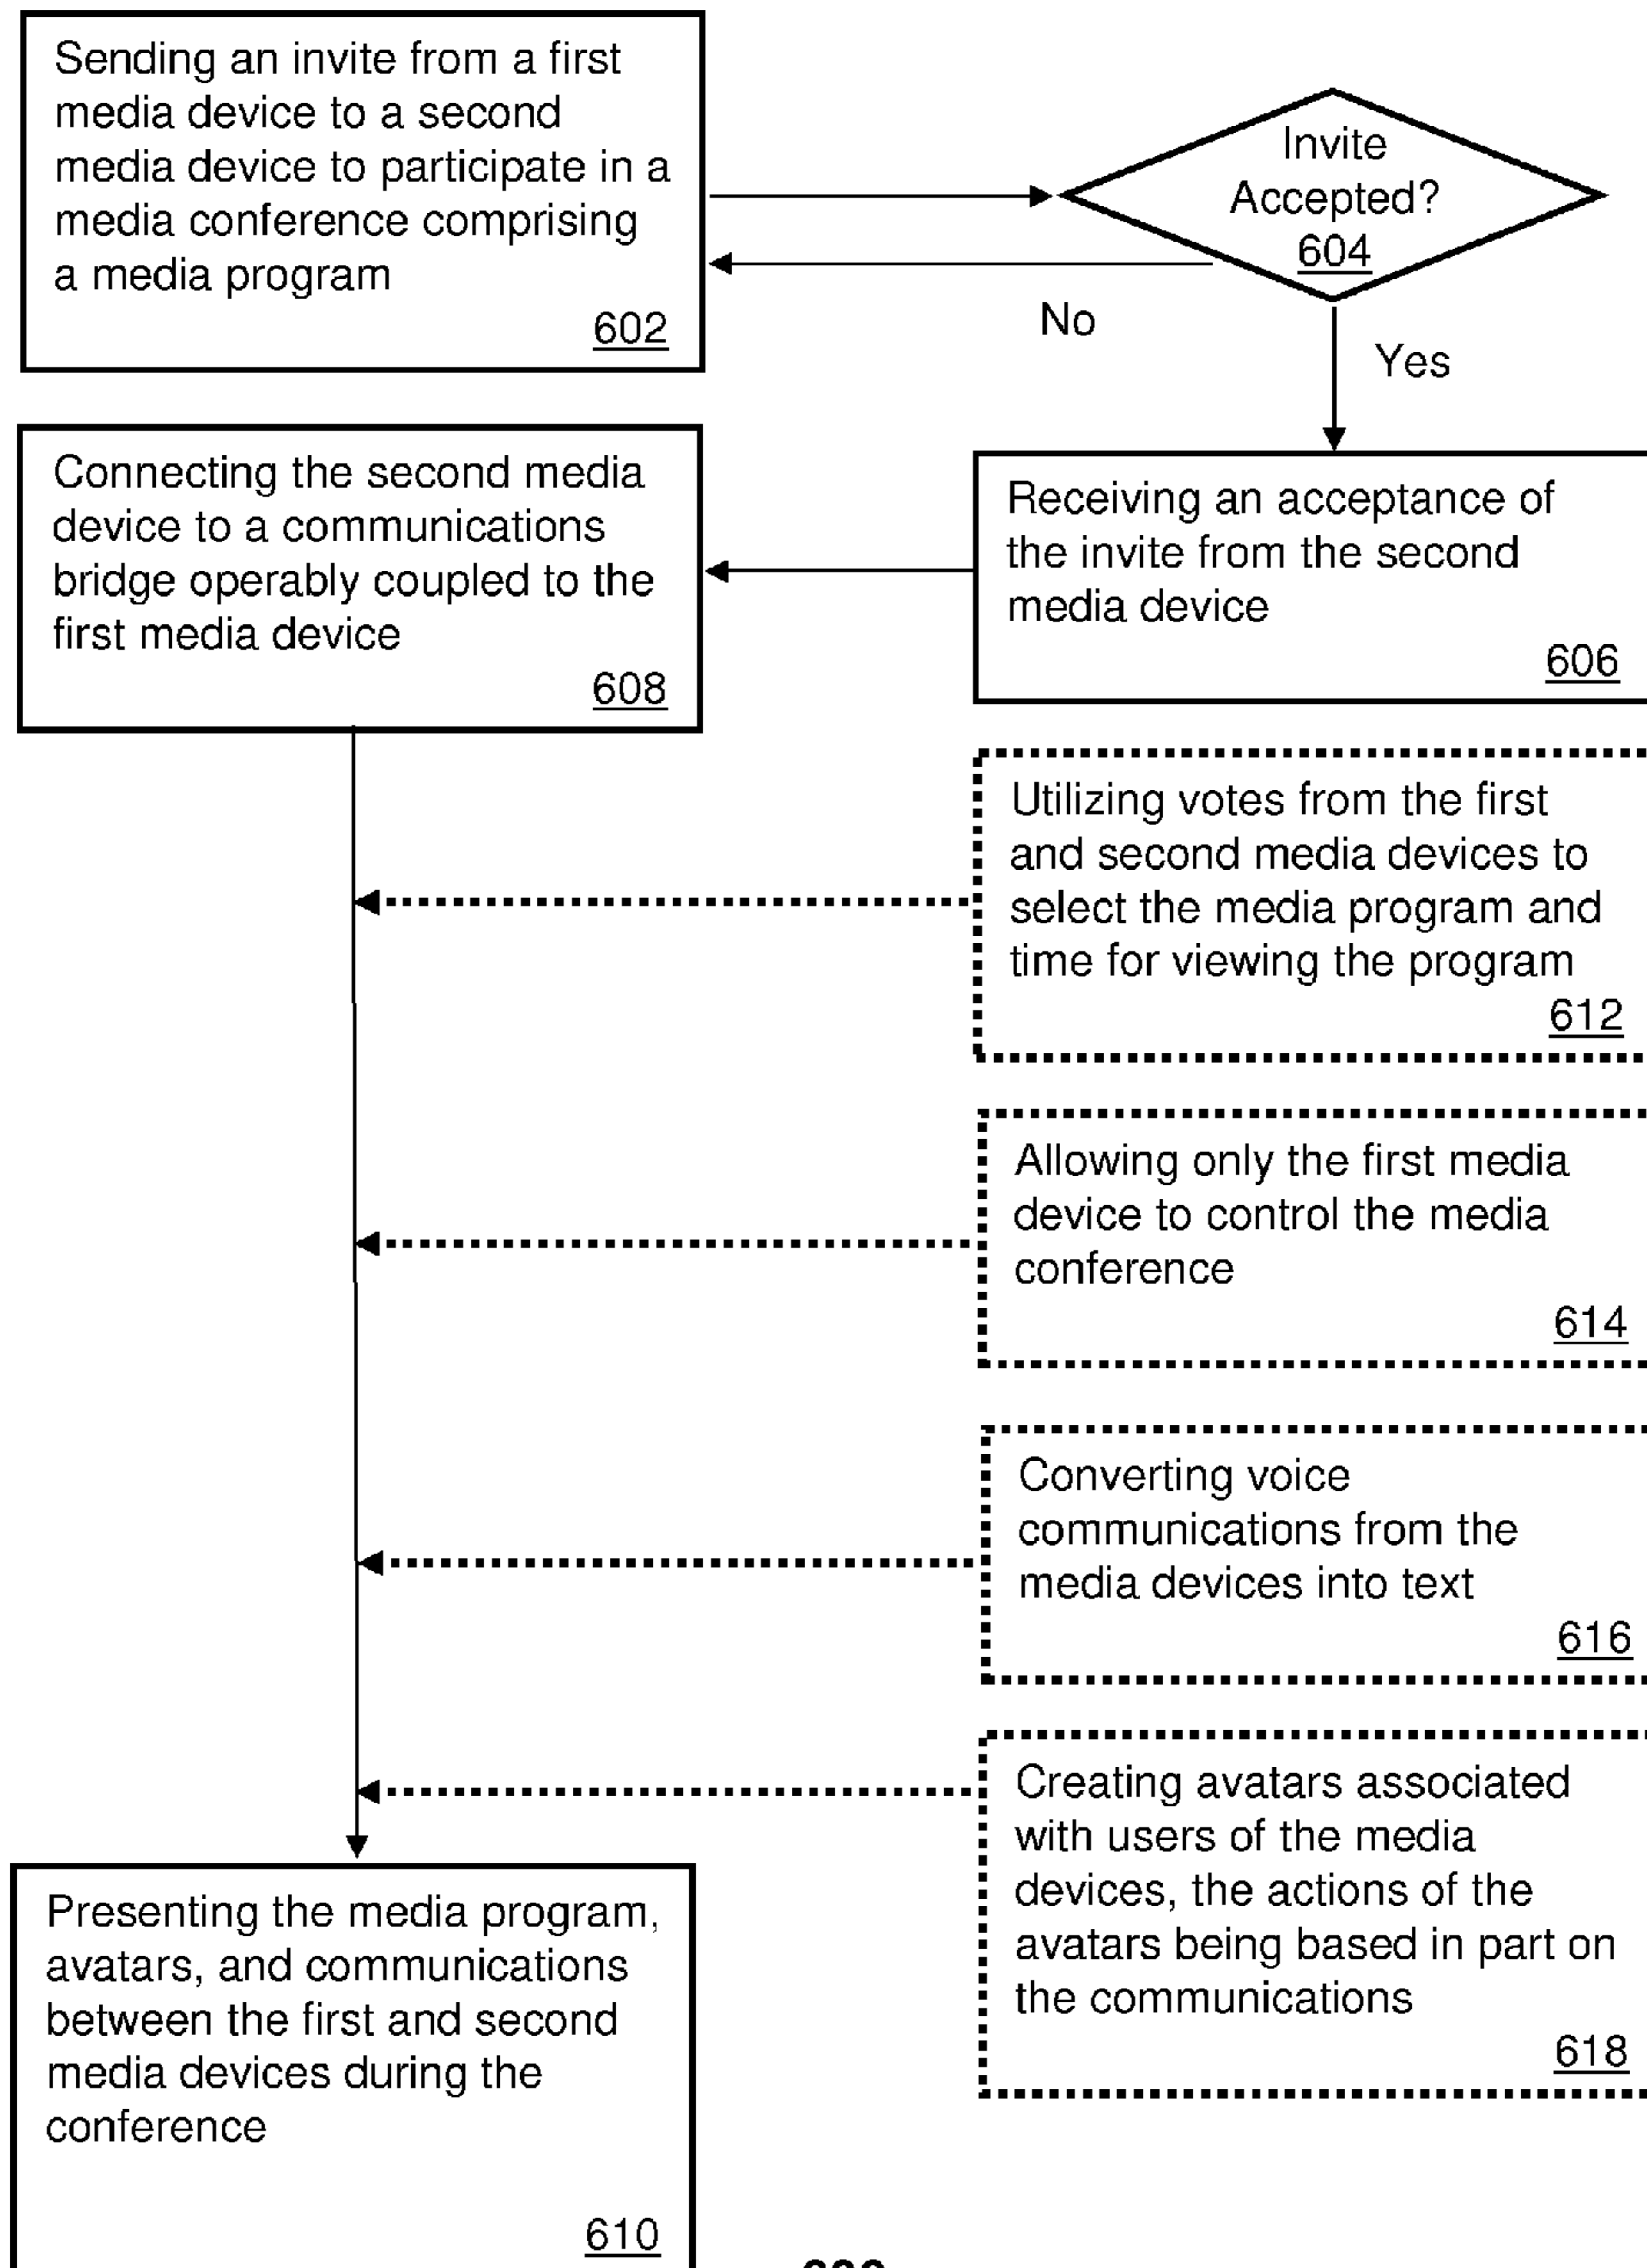 Sending an invite from a first
media device to a second
media device to participate in a
media conference comprising
a media program
602
Invite
Accepted?
604
No
Yes
Connecting the second media
device to a communications
bridge operably coupled to the
first media device
608
Receiving an acceptance of
the invite from the second
media device
606
Utilizing votes from the first
and second media devices to
select the media program and
time for viewing the program
612
Allowing only the first media
device to control the media
conference
614
Converting voice
communications from the
media devices into text
616
Creating avatars associated
with users of the media
devices, the actions of the
avatars being based in part on
the communications
618
Presenting the media program,
avatars, and communications
between the first and second
media devices during the
conference
610